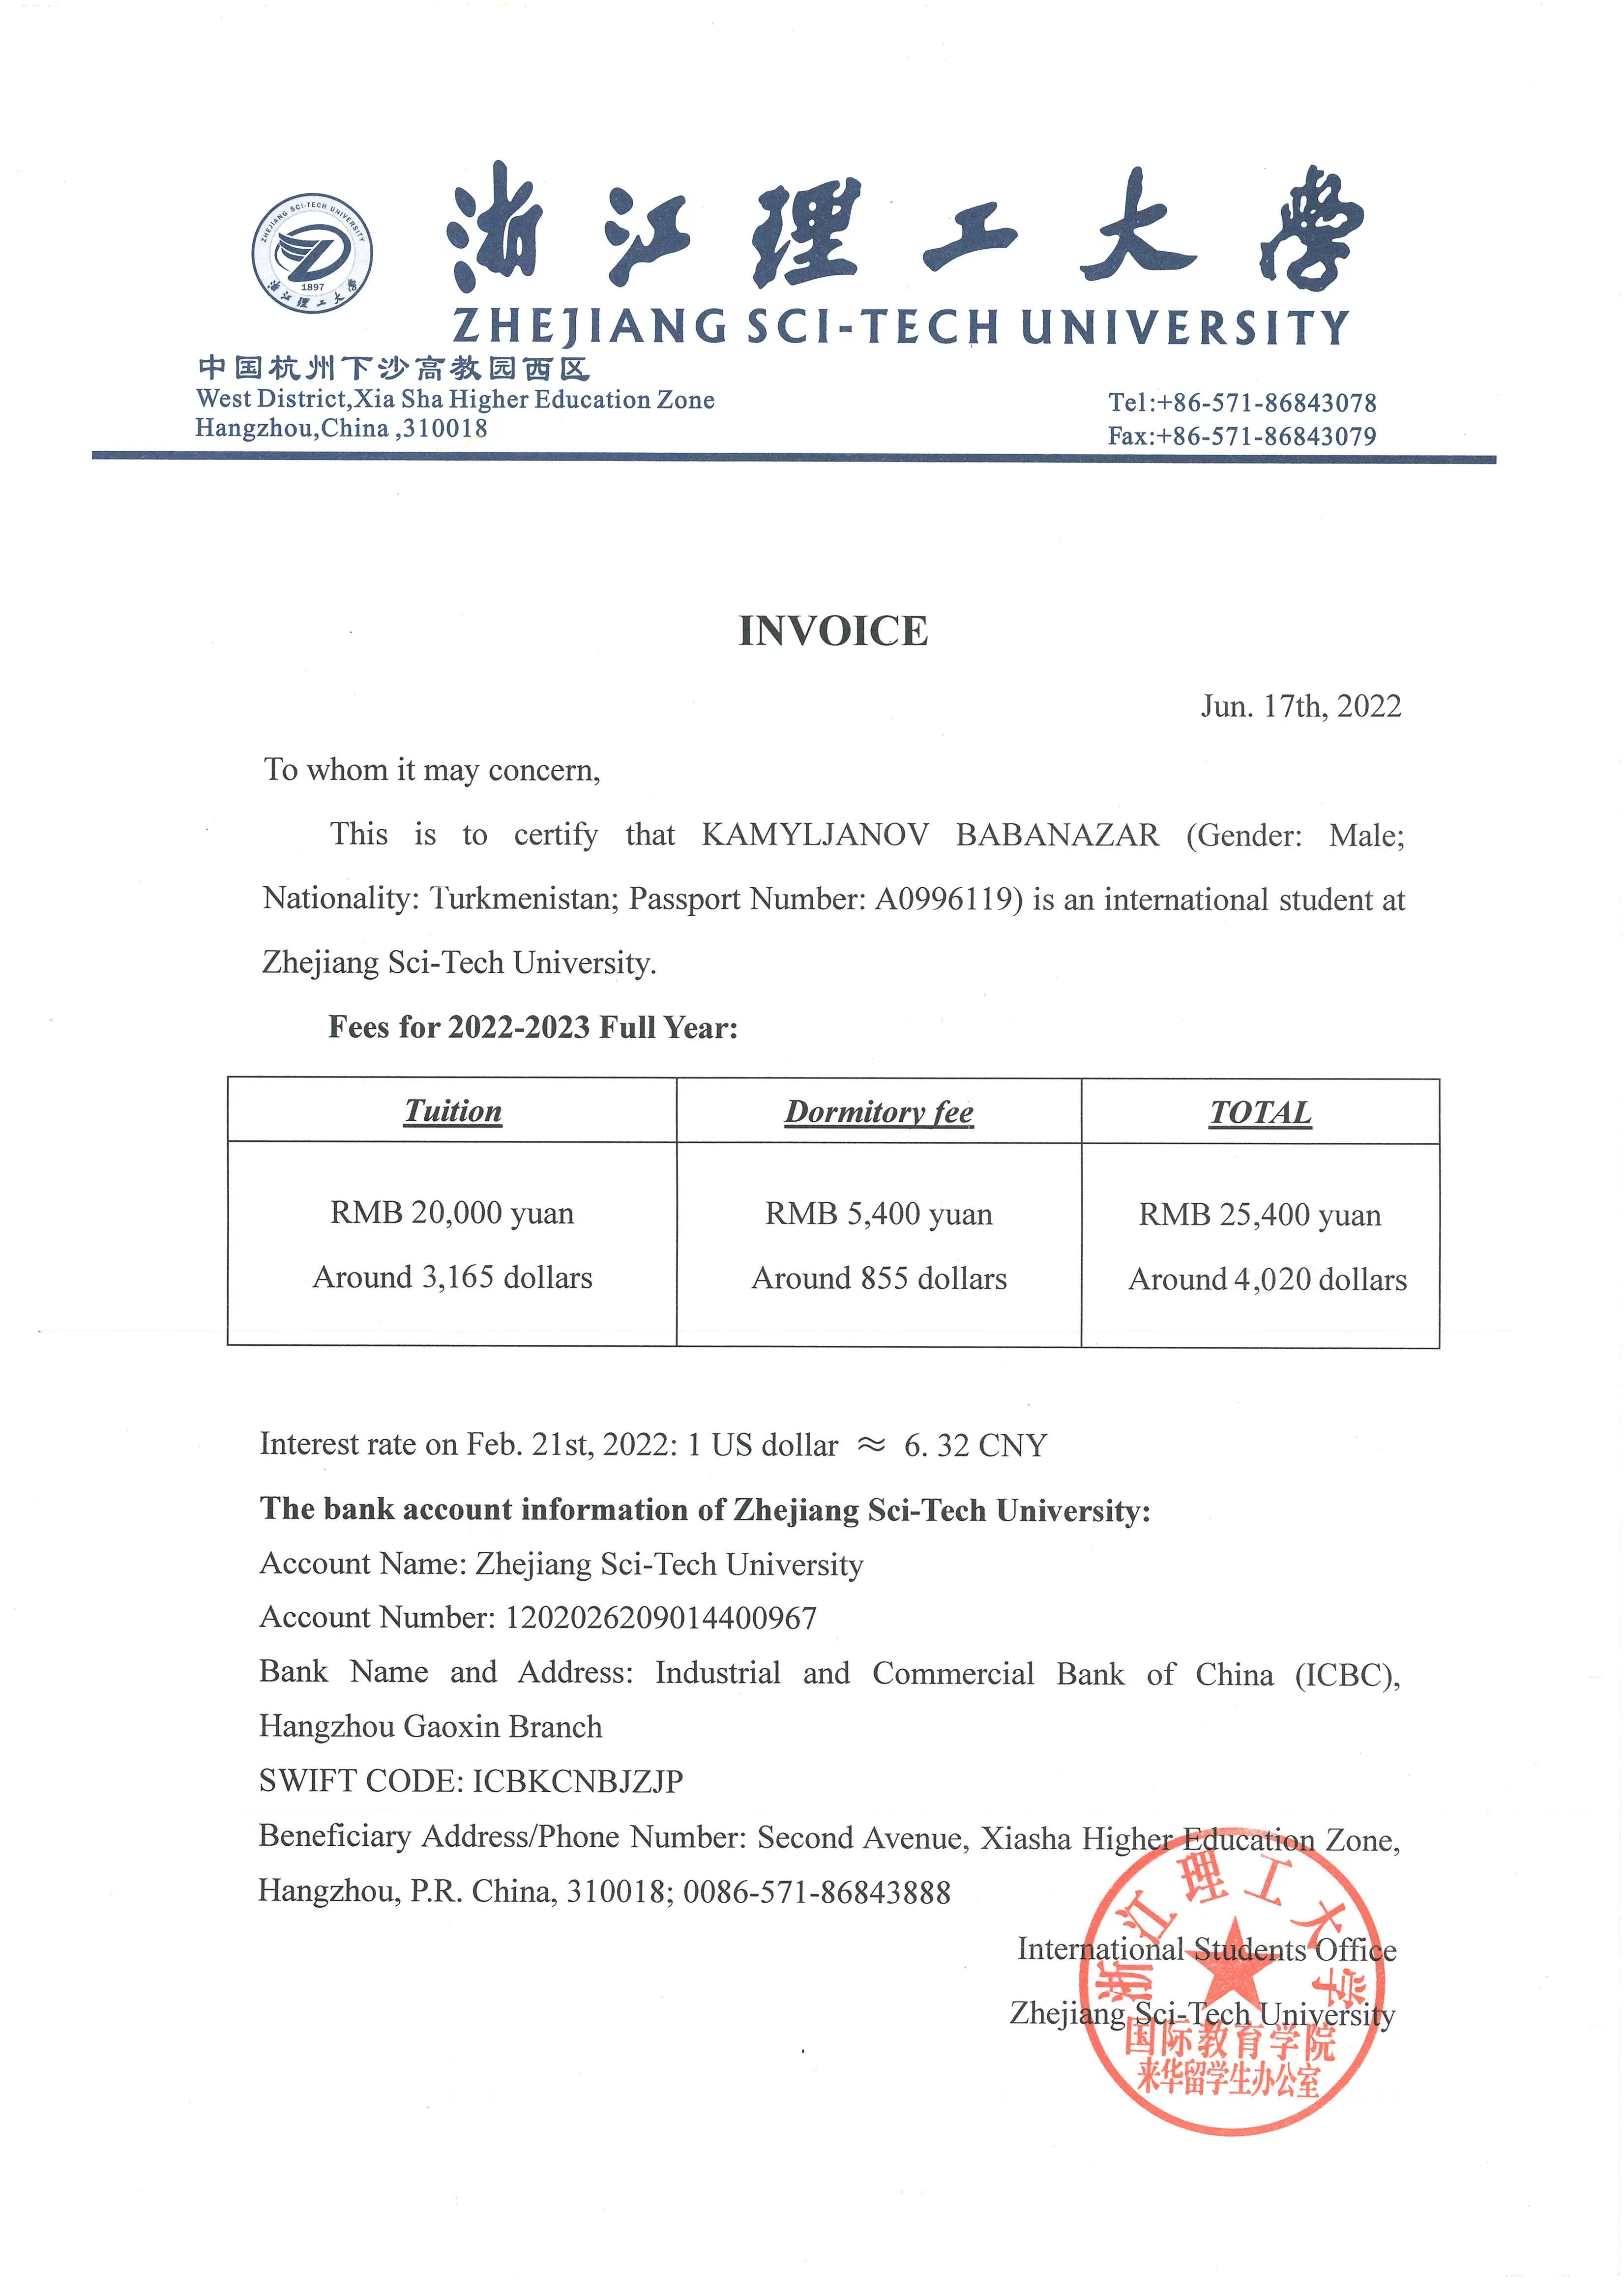 ZHEJIANG SCI-TECH UNIVERSITY
1897
浙江理工大學
浙江理工大學
ZHEJIANG SCI-TECH UNIVERSITY
中国杭州下沙高教园西区
West District,Xia Sha Higher Education Zone
Hangzhou,China ,310018
Tel:+86-571-86843078
Fax:+86-571-86843079
INVOICE
Jun. 17th, 2022
To whom it may concern,
This is to certify that KAMYLJANOV BABANAZAR (Gender: Male;
Nationality: Turkmenistan; Passport Number: A0996119) is an international student at
Zhejiang Sci-Tech University.
Fees for 2022-2023 Full Year:
Tuition Dormitory fee TOTAL
RMB 20,000 yuan RMB 5,400 yuan RMB 25,400 yuan
Around 3,165 dollars Around 855 dollars Around 4,020 dollars
Interest rate on Feb. 21st, 2022: 1 US dollar ≈ 6. 32 CNY
The bank account information of Zhejiang Sci-Tech University:
Account Name: Zhejiang Sci-Tech University
Account Number: 1202026209014400967
Bank Name and Address: Industrial and Commercial Bank of China (ICBC),
Hangzhou Gaoxin Branch
SWIFT CODE: ICBKCNBJZJP
Beneficiary Address/Phone Number: Second Avenue, Xiasha Higher Education Zone,
Hangzhou, P.R. China, 310018; 0086-571-86843888
International Students Office
Zhejiang Sci-Tech University
浙江理工大学
国际教育学院
来华留学生办公室